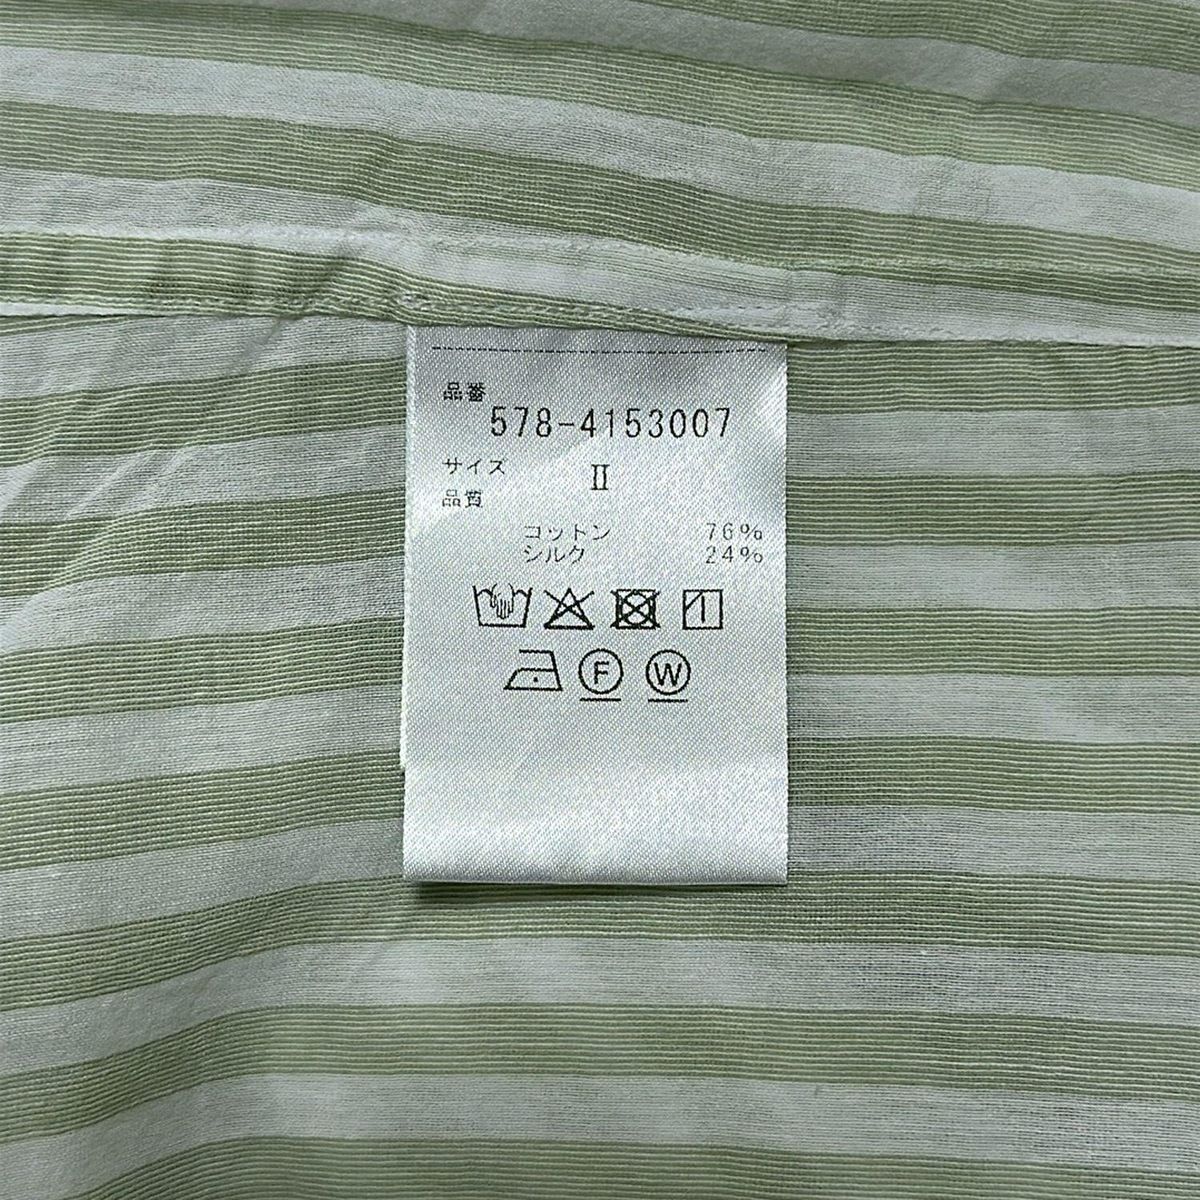 品番
578-4153007
サイズ II
品質
コットン 76%
シルク 24%
F W